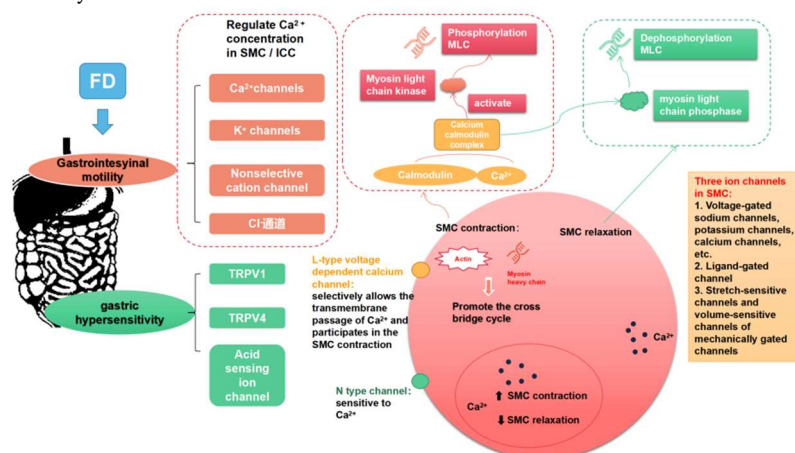 FD
Gastrointesyinal
motility
gastric
hypersensitivity
Regulate Ca²⁺
concentration
in SMC / ICC
Ca²⁺channels
K⁺ channels
Nonselective
cation channel
Cl⁻通道
TRPV1
TRPV4
Acid
sensing
ion
channel
Phosphorylation
MLC
Myosin light
chain kinase
activate
Calcium
calmodulin
complex
Calmodulin
Ca²⁺
Dephosphorylation
MLC
myosin light
chain phosphase
L-type voltage
dependent calcium
channel:
selectively allows the
transmembrane
passage of Ca²⁺ and
participates in the
SMC contraction
N type channel:
sensitive to
Ca²⁺
SMC contraction:
Actin
Myosin
heavy chain
Promote the cross
bridge cycle
SMC relaxation
Ca²⁺
Ca²⁺
SMC contraction
SMC relaxation
Three ion channels
in SMC:
1. Voltage-gated
sodium channels,
potassium channels,
calcium channels,
etc.
2. Ligand-gated
channel
3. Stretch-sensitive
channels and
volume-sensitive
channels of
mechanically gated
channels